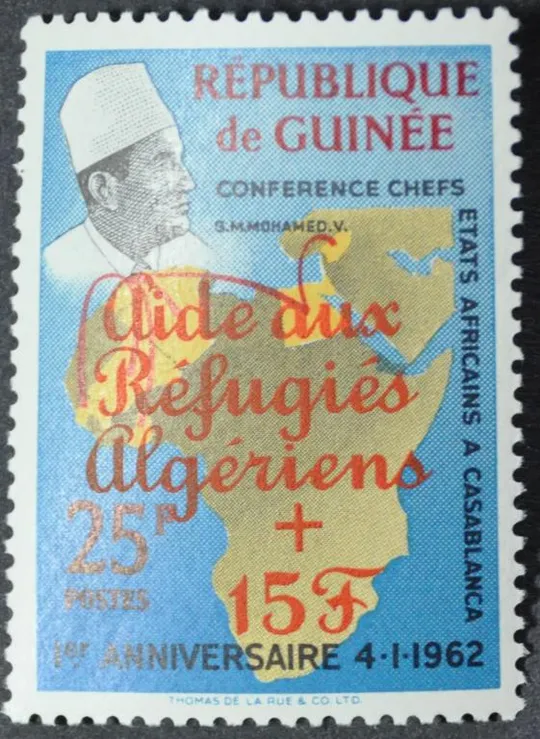 RÉPUBLIQUE
de GUINÉE
CONFERENCE CHEFS
ETATS AFRICAINS A CASABLANCA
S.M.MOHAMED.V.
Aide aux
Réfugiés
Algériens
+
15F
25F
POSTES
1er ANNIVERSAIRE 4·1·1962
THOMAS DE LA RUE & CO. LTD.